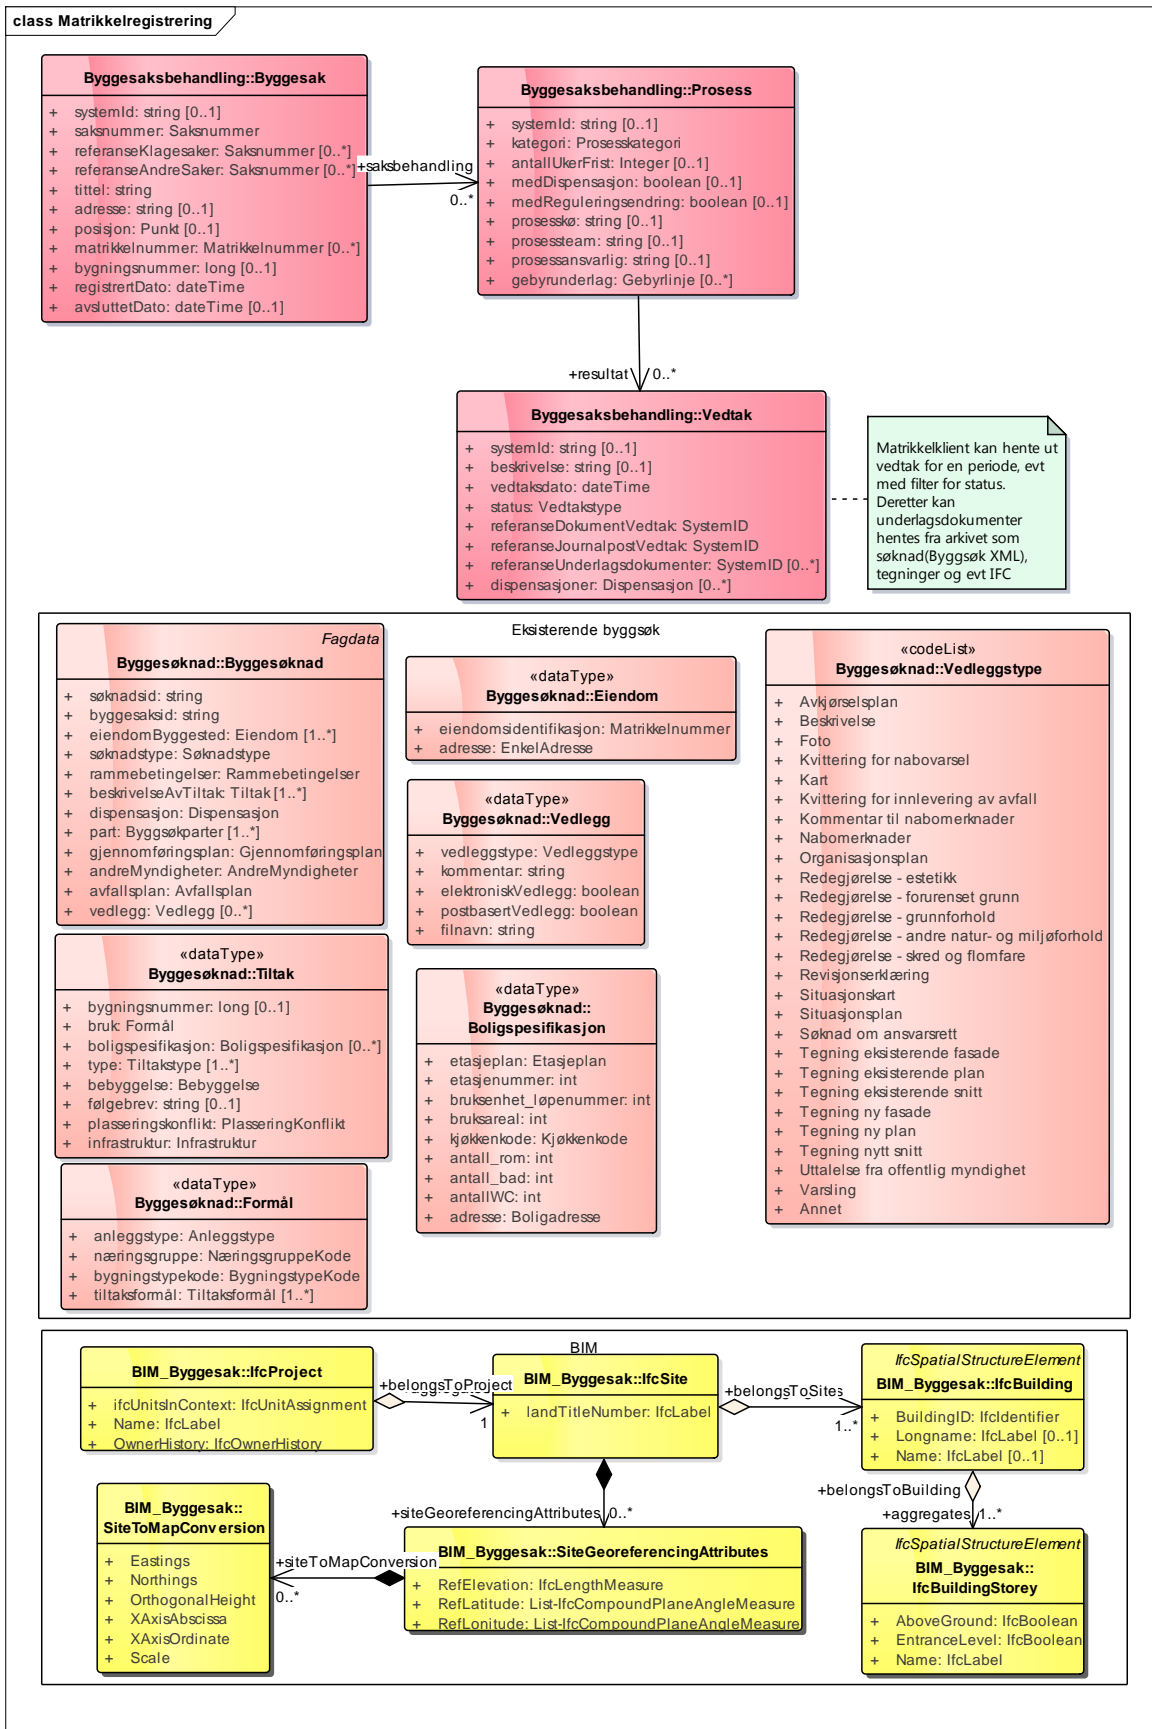 class Matrikkelregistrering
Byggesaksbehandling::Byggesak
+ systemId: string [0..1]
+ saksnummer: Saksnummer
+ referanseKlagesaker: Saksnummer [0..*]
+ referanseAndreSaker: Saksnummer [0..*]
+ tittel: string
+ adresse: string [0..1]
+ posisjon: Punkt [0..1]
+ matrikkelnummer: Matrikkelnummer [0..*]
+ bygningsnummer: long [0..1]
+ registrertDato: dateTime
+ avsluttetDato: dateTime [0..1]
+saksbehandling
0..*
Byggesaksbehandling::Prosess
+ systemId: string [0..1]
+ kategori: Prosesskategori
+ antallUkerFrist: Integer [0..1]
+ medDispensasjon: boolean [0..1]
+ medReguleringsendring: boolean [0..1]
+ prosesskø: string [0..1]
+ prosessteam: string [0..1]
+ prosessansvarlig: string [0..1]
+ gebyrunderlag: Gebyrlinje [0..*]
+resultat 0..*
Byggesaksbehandling::Vedtak
+ systemId: string [0..1]
+ beskrivelse: string [0..1]
+ vedtaksdato: dateTime
+ status: Vedtakstype
+ referanseDokumentVedtak: SystemID
+ referanseJournalpostVedtak: SystemID
+ referanseUnderlagsdokumenter: SystemID [0..*]
+ dispensasjoner: Dispensasjon [0..*]
Matrikkelklient kan hente ut
vedtak for en periode, evt
med filter for status.
Deretter kan
underlagsdokumenter
hentes fra arkivet som
søknad(Byggsøk XML),
tegninger og evt IFC
Eksisterende byggsøk
Fagdata
Byggesøknad::Byggesøknad
+ søknadsid: string
+ byggesaksid: string
+ eiendomByggested: Eiendom [1..*]
+ søknadstype: Søknadstype
+ rammebetingelser: Rammebetingelser
+ beskrivelseAvTiltak: Tiltak [1..*]
+ dispensasjon: Dispensasjon
+ part: Byggsøkparter [1..*]
+ gjennomføringsplan: Gjennomføringsplan
+ andreMyndigheter: AndreMyndigheter
+ avfallsplan: Avfallsplan
+ vedlegg: Vedlegg [0..*]
«dataType»
Byggesøknad::Tiltak
+ bygningsnummer: long [0..1]
+ bruk: Formål
+ boligspesifikasjon: Boligspesifikasjon [0..*]
+ type: Tiltakstype [1..*]
+ bebyggelse: Bebyggelse
+ følgebrev: string [0..1]
+ plasseringskonflikt: PlasseringKonflikt
+ infrastruktur: Infrastruktur
«dataType»
Byggesøknad::Formål
+ anleggstype: Anleggstype
+ næringsgruppe: NæringsgruppeKode
+ bygningstypekode: BygningstypeKode
+ tiltaksformål: Tiltaksformål [1..*]
«dataType»
Byggesøknad::Eiendom
+ eiendomsidentifikasjon: Matrikkelnummer
+ adresse: EnkelAdresse
«dataType»
Byggesøknad::Vedlegg
+ vedleggstype: Vedleggstype
+ kommentar: string
+ elektroniskVedlegg: boolean
+ postbasertVedlegg: boolean
+ filnavn: string
«dataType»
Byggesøknad::
Boligspesifikasjon
+ etasjeplan: Etasjeplan
+ etasjenummer: int
+ bruksenhet_løpenummer: int
+ bruksareal: int
+ kjøkkenkode: Kjøkkenkode
+ antall_rom: int
+ antall_bad: int
+ antallWC: int
+ adresse: Boligadresse
«codeList»
Byggesøknad::Vedleggstype
+ Avkjørselsplan
+ Beskrivelse
+ Foto
+ Kvittering for nabovarsel
+ Kart
+ Kvittering for innlevering av avfall
+ Kommentar til nabomerknader
+ Nabomerknader
+ Organisasjonsplan
+ Redegjørelse - estetikk
+ Redegjørelse - forurenset grunn
+ Redegjørelse - grunnforhold
+ Redegjørelse - andre natur- og miljøforhold
+ Redegjørelse - skred og flomfare
+ Revisjonserklæring
+ Situasjonskart
+ Situasjonsplan
+ Søknad om ansvarsrett
+ Tegning eksisterende fasade
+ Tegning eksisterende plan
+ Tegning eksisterende snitt
+ Tegning ny fasade
+ Tegning ny plan
+ Tegning nytt snitt
+ Uttalelse fra offentlig myndighet
+ Varsling
+ Annet
BIM
BIM_Byggesak::IfcProject
+ ifcUnitsInContext: IfcUnitAssignment
+ Name: IfcLabel
+ OwnerHistory: IfcOwnerHistory
+belongsToProject
1
BIM_Byggesak::IfcSite
+ landTitleNumber: IfcLabel
+belongsToSites
1..*
IfcSpatialStructureElement
BIM_Byggesak::IfcBuilding
+ BuildingID: IfcIdentifier
+ Longname: IfcLabel [0..1]
+ Name: IfcLabel [0..1]
+belongsToBuilding
+aggregates 1..*
IfcSpatialStructureElement
BIM_Byggesak::
IfcBuildingStorey
+ AboveGround: IfcBoolean
+ EntranceLevel: IfcBoolean
+ Name: IfcLabel
+siteGeoreferencingAttributes 0..*
BIM_Byggesak::SiteGeoreferencingAttributes
+ RefElevation: IfcLengthMeasure
+ RefLatitude: List-IfcCompoundPlaneAngleMeasure
+ RefLonitude: List-IfcCompoundPlaneAngleMeasure
+siteToMapConversion
0..*
BIM_Byggesak::
SiteToMapConversion
+ Eastings
+ Northings
+ OrthogonalHeight
+ XAxisAbscissa
+ XAxisOrdinate
+ Scale